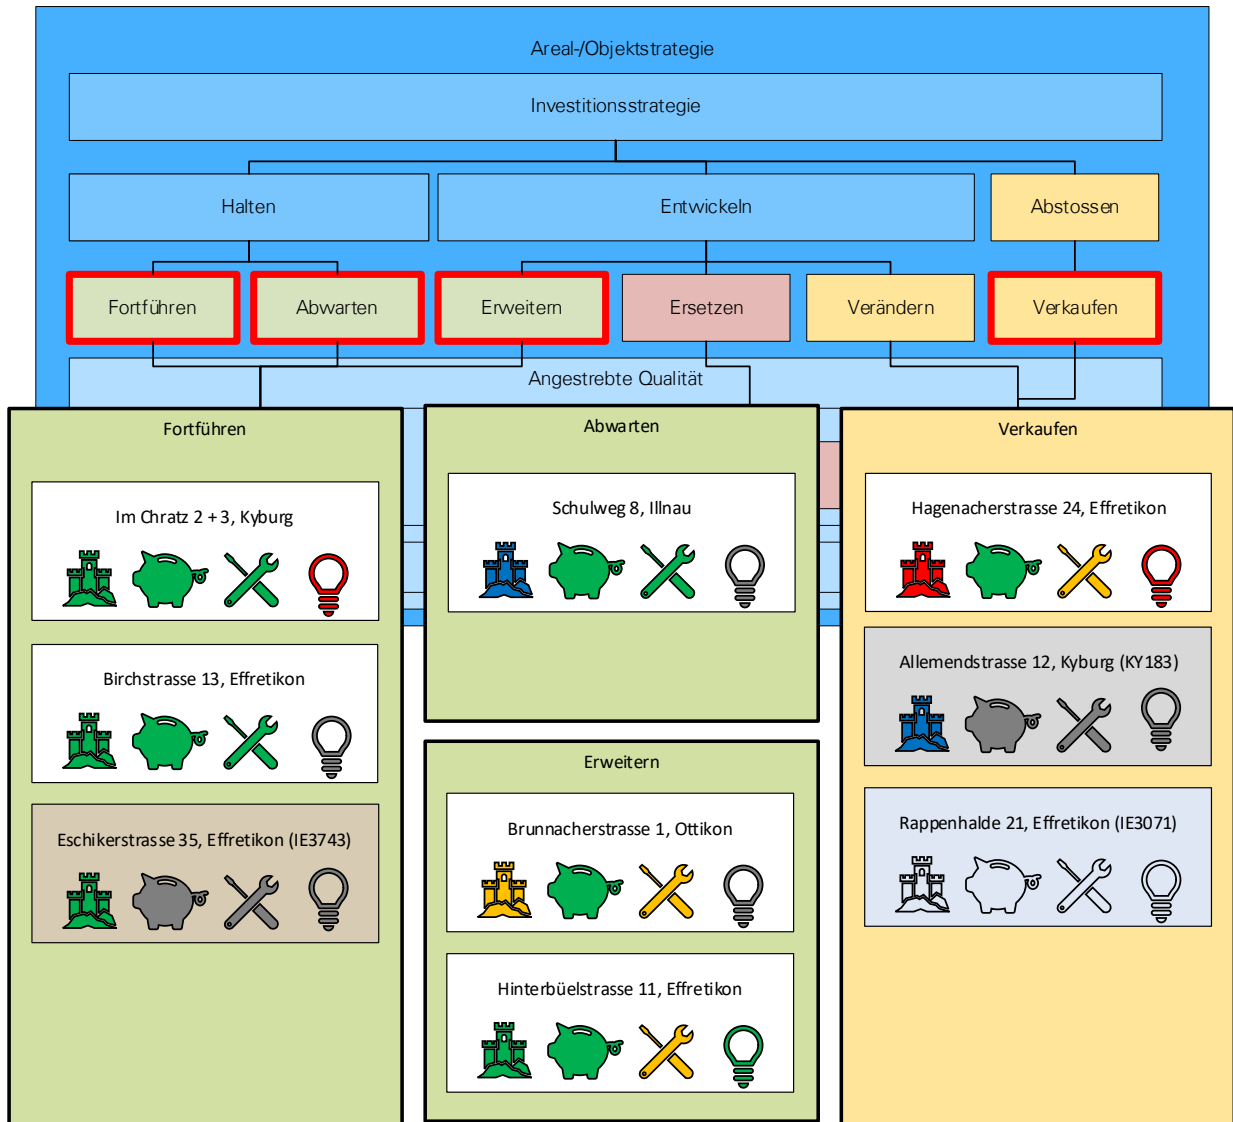 Areal-/Objektstrategie
Investitionsstrategie
Halten
Entwickeln
Abstossen
Fortführen
Abwarten
Erweitern
Ersetzen
Verändern
Verkaufen
Angestrebte Qualität
Fortführen
Im Chratz 2 + 3, Kyburg
Birchstrasse 13, Effretikon
Eschikerstrasse 35, Effretikon (IE3743)
Abwarten
Schulweg 8, Illnau
Erweitern
Brunnacherstrasse 1, Ottikon
Hinterbüelstrasse 11, Effretikon
Verkaufen
Hagenacherstrasse 24, Effretikon
Allemendstrasse 12, Kyburg (KY183)
Rappenhalde 21, Effretikon (IE3071)